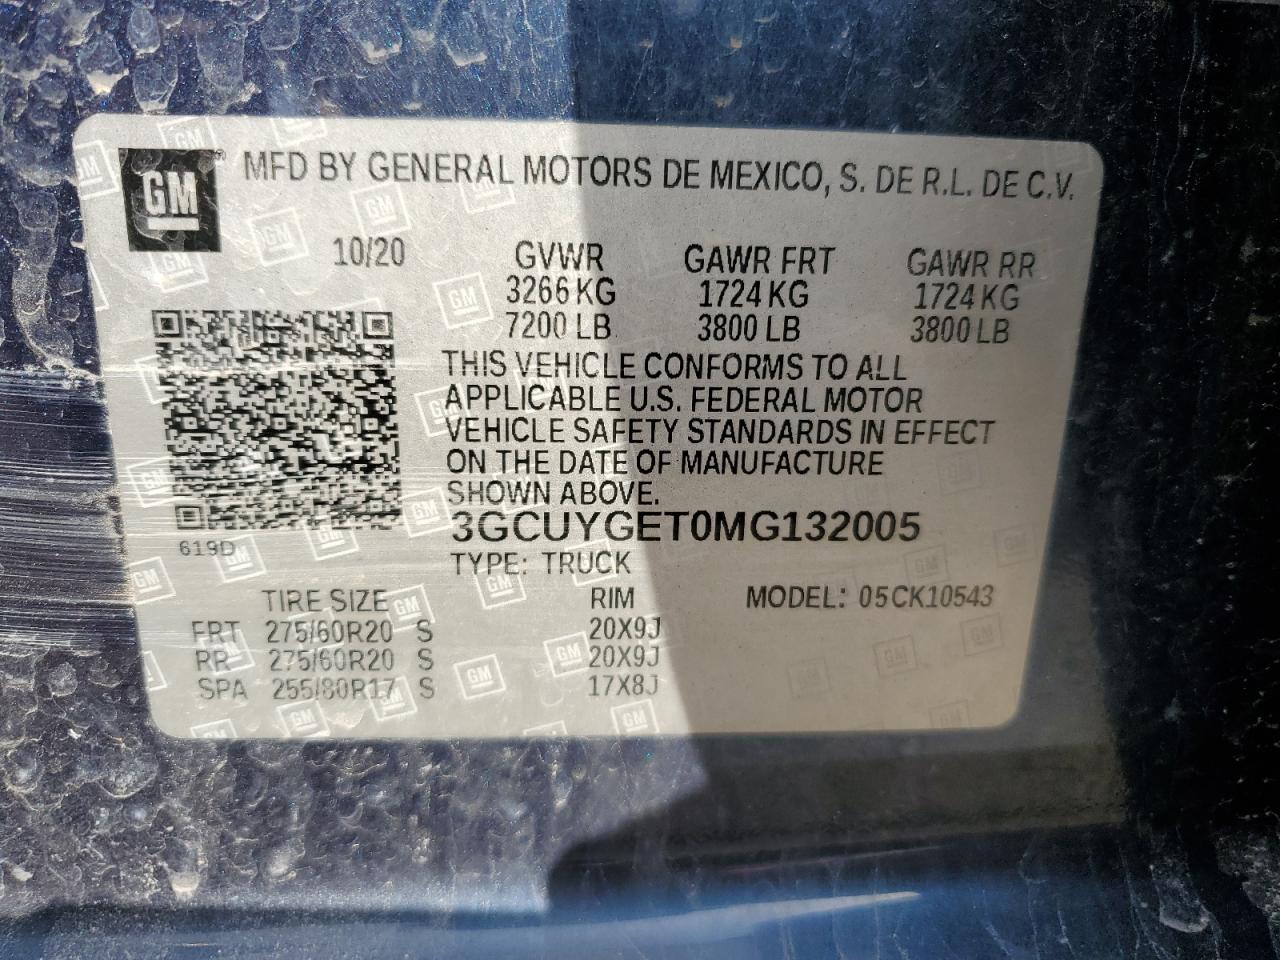 GM ® MFD BY GENERAL MOTORS DE MEXICO, S. DE R.L. DE C.V.
10/20 GVWR GAWR FRT GAWR RR
3266 KG 1724 KG 1724 KG
7200 LB 3800 LB 3800 LB
THIS VEHICLE CONFORMS TO ALL
APPLICABLE U.S. FEDERAL MOTOR
VEHICLE SAFETY STANDARDS IN EFFECT
ON THE DATE OF MANUFACTURE
SHOWN ABOVE.
3GCUYGET0MG132005
619D
TYPE: TRUCK
TIRE SIZE RIM MODEL: 05CK10543
FRT 275/60R20 S 20X9J
RR 275/60R20 S 20X9J
SPA 255/80R17 S 17X8J